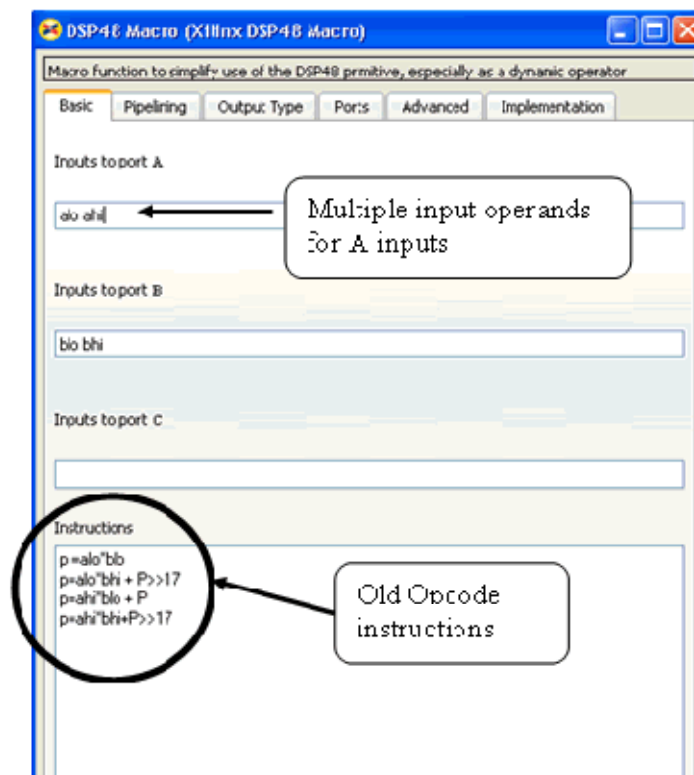 DSP48 Macro (Xilinx DSP48 Macro)
Macro function to simplify use of the DSP48 primitive, especially as a dynamic operator
Basic Pipelining Output Type Ports Advanced Implementation
Inputs to port A
alo ahi
Multiple input operands
for A inputs
Inputs to port B
blo bhi
Inputs to port C
Instructions
p=alo*blo
p=alo*bhi + P>>17
p=ahi*blo + P
p=ahi*bhi+P>>17
Old Opcode
instructions